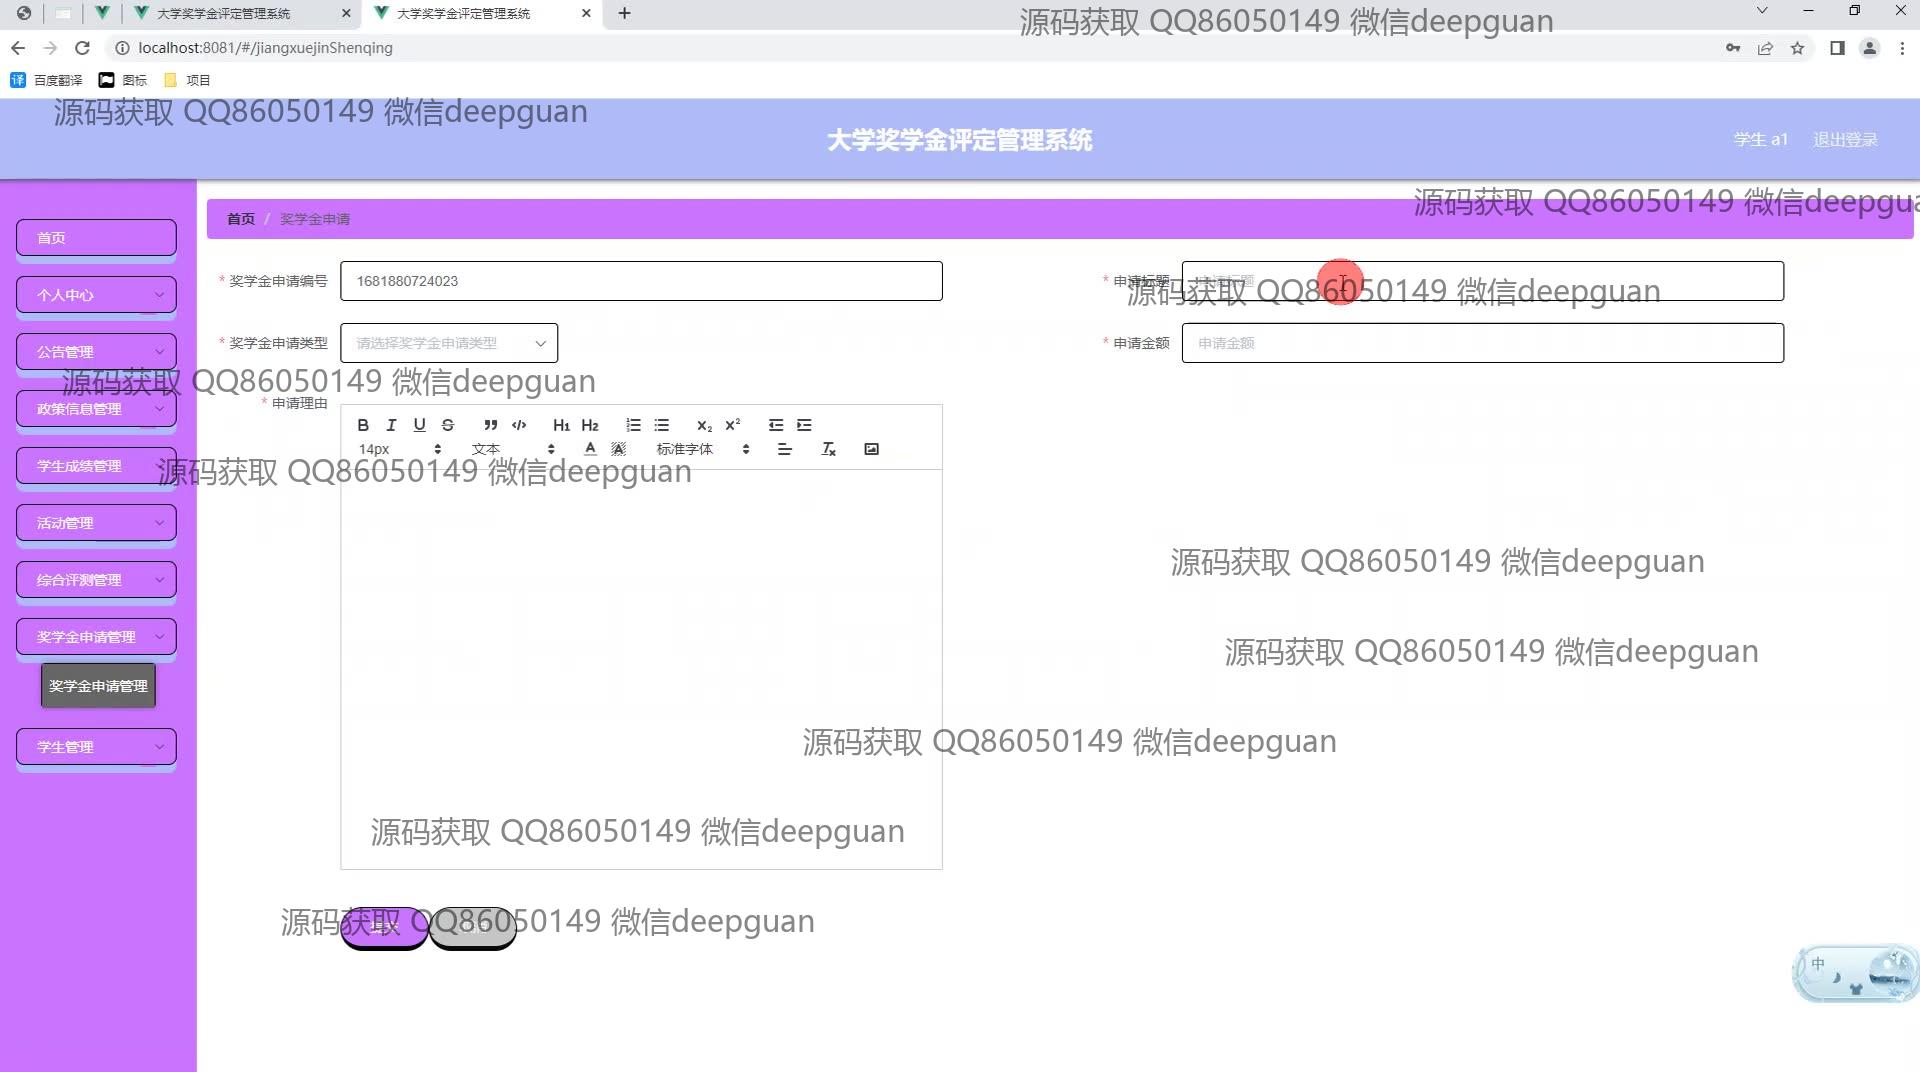 大学奖学金评定管理系统
大学奖学金评定管理系统
源码获取 QQ86050149 微信deepguan
localhost:8081/#/jiangxuejinShenqing
译 百度翻译 图标 项目
源码获取 QQ86050149 微信deepguan
大学奖学金评定管理系统
学生 a1 退出登录
源码获取 QQ86050149 微信deepgua
首页 / 奖学金申请
首页
* 奖学金申请编号 1681880724023
* 申请标题 申请标题
源码获取 QQ86050149 微信deepguan
个人中心
* 奖学金申请类型 请选择奖学金申请类型
* 申请金额 申请金额
公告管理
源码获取 QQ86050149 微信deepguan
* 申请理由
政策信息管理
B I U S H1 H2 x₂ x²
14px 文本 A A 标准字体 Tx
学生成绩管理
源码获取 QQ86050149 微信deepguan
活动管理
源码获取 QQ86050149 微信deepguan
综合评测管理
奖学金申请管理
源码获取 QQ86050149 微信deepguan
奖学金申请管理
学生管理
源码获取 QQ86050149 微信deepguan
源码获取 QQ86050149 微信deepguan
源码获取 QQ86050149 微信deepguan
中